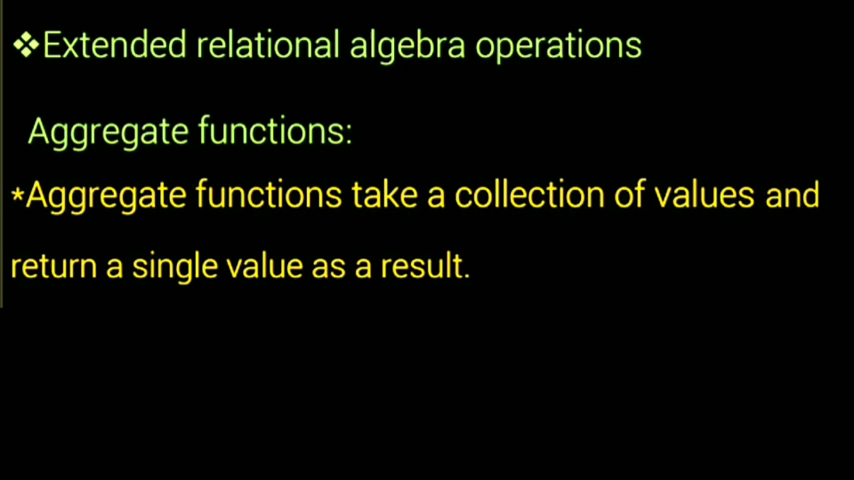 ❖Extended relational algebra operations
Aggregate functions:
*Aggregate functions take a collection of values and
return a single value as a result.